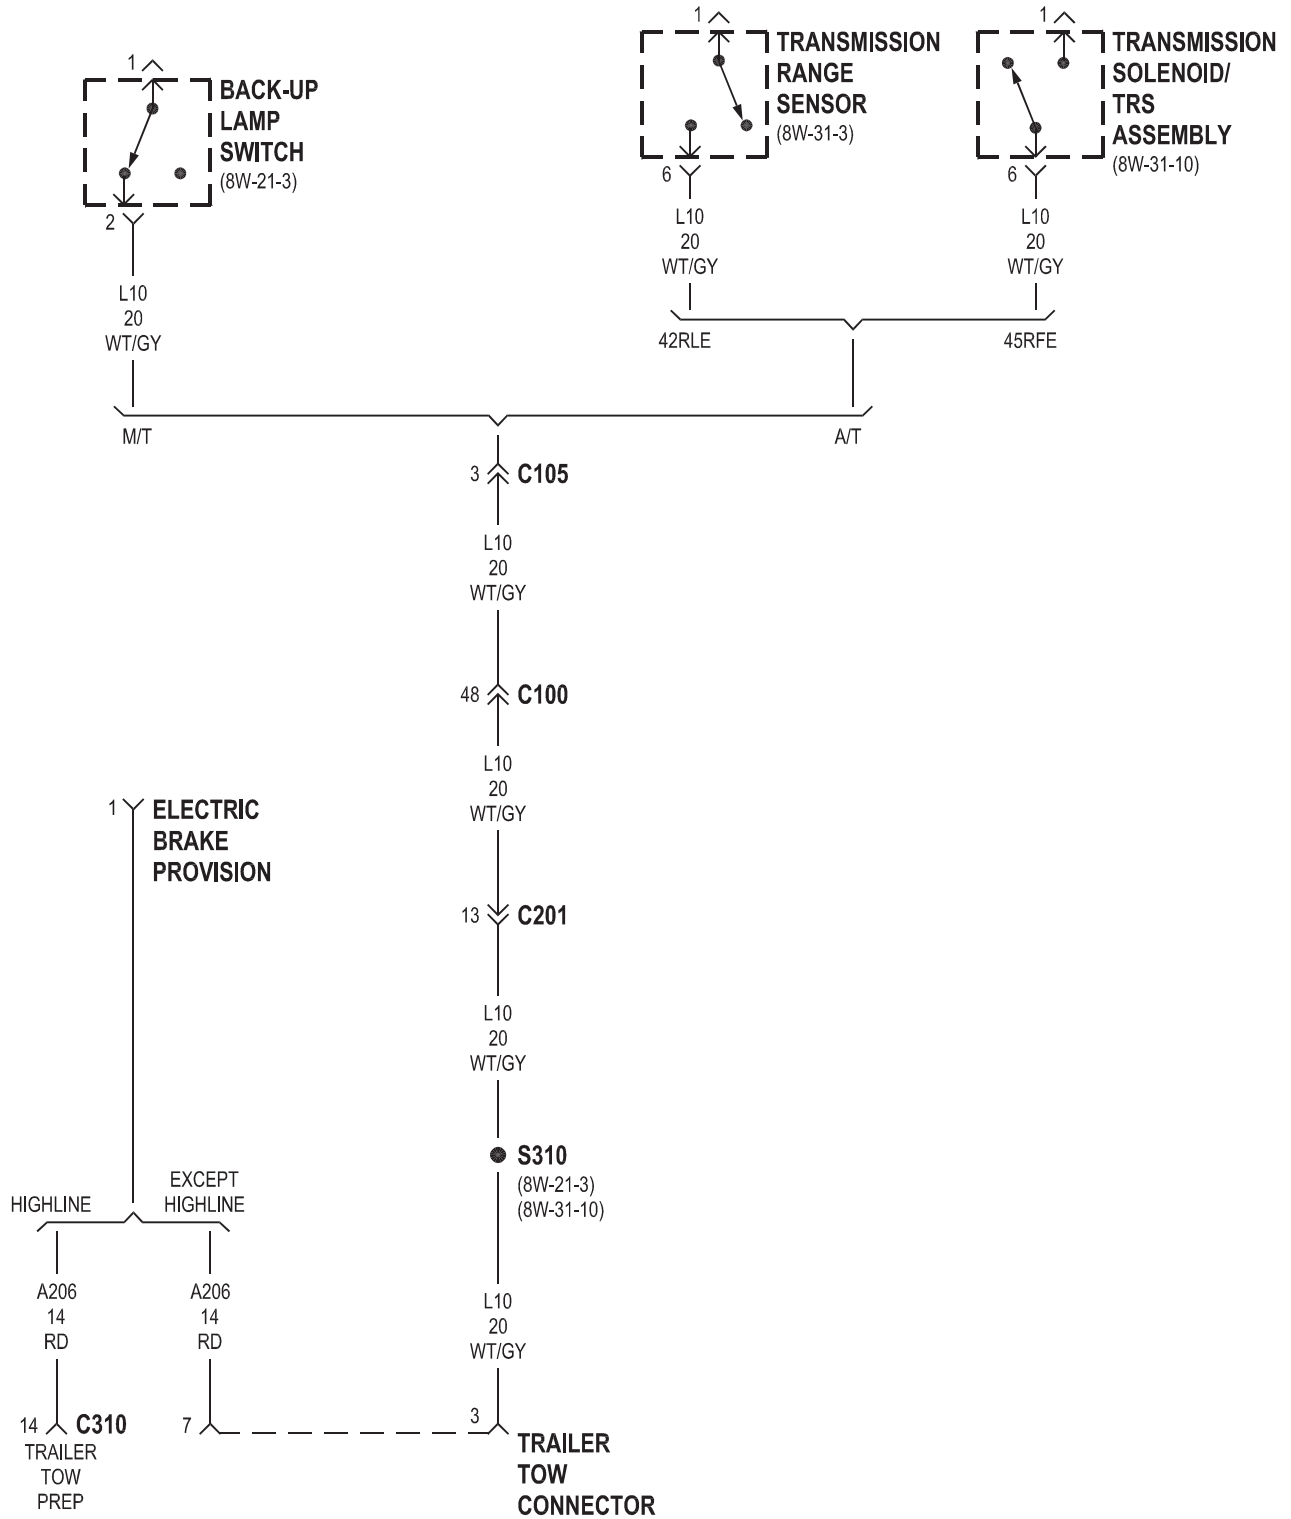 1
BACK-UP
LAMP
SWITCH
(8W-21-3)
2
L10
20
WT/GY
M/T
1
TRANSMISSION
RANGE
SENSOR
(8W-31-3)
6
L10
20
WT/GY
42RLE
1
TRANSMISSION
SOLENOID/
TRS
ASSEMBLY
(8W-31-10)
6
L10
20
WT/GY
45RFE
A/T
3 C105
L10
20
WT/GY
48 C100
L10
20
WT/GY
13 C201
L10
20
WT/GY
S310
(8W-21-3)
(8W-31-10)
L10
20
WT/GY
3
TRAILER
TOW
CONNECTOR
1 ELECTRIC
BRAKE
PROVISION
HIGHLINE
A206
14
RD
14 C310
TRAILER
TOW
PREP
EXCEPT
HIGHLINE
A206
14
RD
7